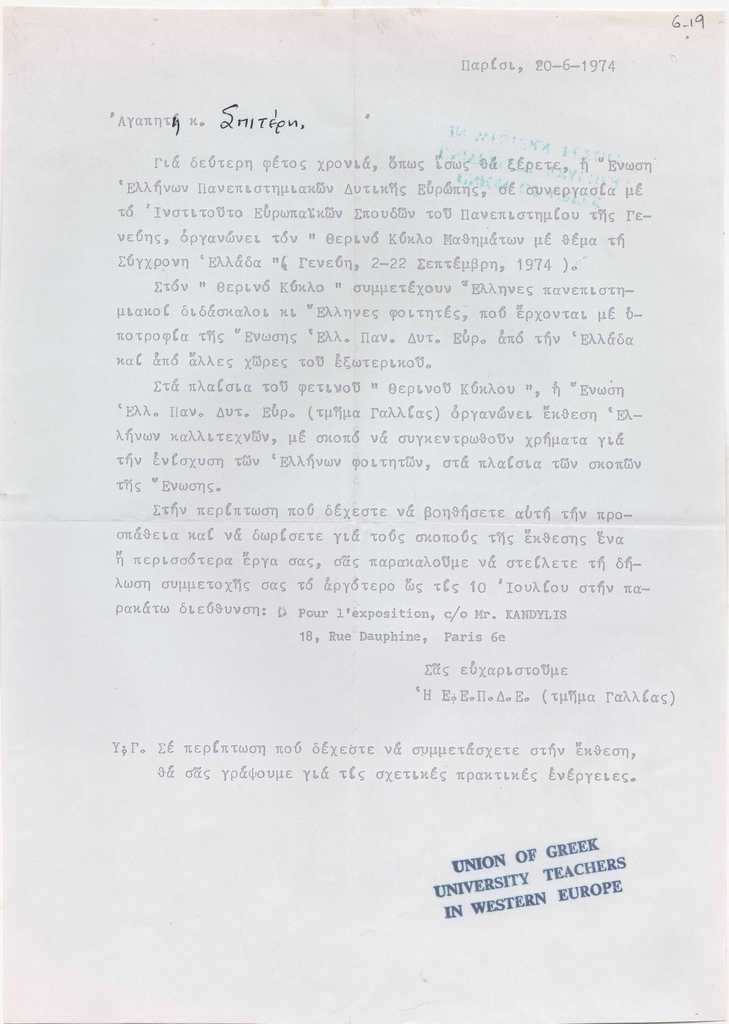 6-19
Παρίσι, 20-6-1974
Ἀγαπητή κ. Σπιτέρη,
Γιά δεύτερη φέτος χρονιά, ὅπως ἴσως θά ξέρετε, ἡ Ἕνωση
Ἑλλήνων Πανεπιστημιακῶν Δυτικῆς Εὐρώπης, σέ συνεργασία μέ
τό Ἰνστιτοῦτο Εὐρωπαϊκῶν Σπουδῶν τοῦ Πανεπιστημίου τῆς Γε-
νεύης, ὀργανώνει τόν " Θερινό Κύκλο Μαθημάτων μέ θέμα τή
Σύγχρονη Ἑλλάδα "( Γενεύη, 2-22 Σεπτέμβρη, 1974 ).
Στόν " Θερινό Κύκλο " συμμετέχουν Ἕλληνες πανεπιστη-
μιακοί διδάσκαλοι κι Ἕλληνες φοιτητές, πού ἔρχονται μέ ὑ-
ποτροφία τῆς Ἕνωσης Ἑλλ. Παν. Δυτ. Εὐρ. ἀπό τήν Ἑλλάδα
καί ἀπό ἄλλες χῶρες τοῦ ἐξωτερικοῦ.
Στά πλαίσια τοῦ φετινοῦ " Θερινοῦ Κύκλου ", ἡ Ἕνωση
Ἑλλ. Παν. Δυτ. Εὐρ. (τμῆμα Γαλλίας) ὀργανώνει ἔκθεση Ἑλ-
λήνων καλλιτεχνῶν, μέ σκοπό νά συγκεντρωθοῦν χρήματα γιά
τήν ἐνίσχυση τῶν Ἑλλήνων φοιτητῶν, στά πλαίσια τῶν σκοπῶν
τῆς Ἕνωσης.
Στήν περίπτωση πού δέχεστε νά βοηθήσετε αὐτή τήν προ-
σπάθεια καί νά δωρίσετε γιά τούς σκοπούς τῆς ἔκθεσης ἕνα
ἤ περισσότερα ἔργα σας, σᾶς παρακαλοῦμε νά στείλετε τή δή-
λωση συμμετοχῆς σας τό ἀργότερο ὥς τίς 10 Ἰουλίου στήν πα-
ρακάτω διεύθυνση: Pour l'exposition, c/o Mr. KANDYLIS
18, Rue Dauphine, Paris 6e
Σᾶς εὐχαριστοῦμε
Ἡ Ε.Ε.Π.Δ.Ε. (τμῆμα Γαλλίας)
Υ.Γ. Σέ περίπτωση πού δέχεστε νά συμμετάσχετε στήν ἔκθεση,
θά σᾶς γράψουμε γιά τίς σχετικές πρακτικές ἐνέργειες.
UNION OF GREEK
UNIVERSITY TEACHERS
IN WESTERN EUROPE